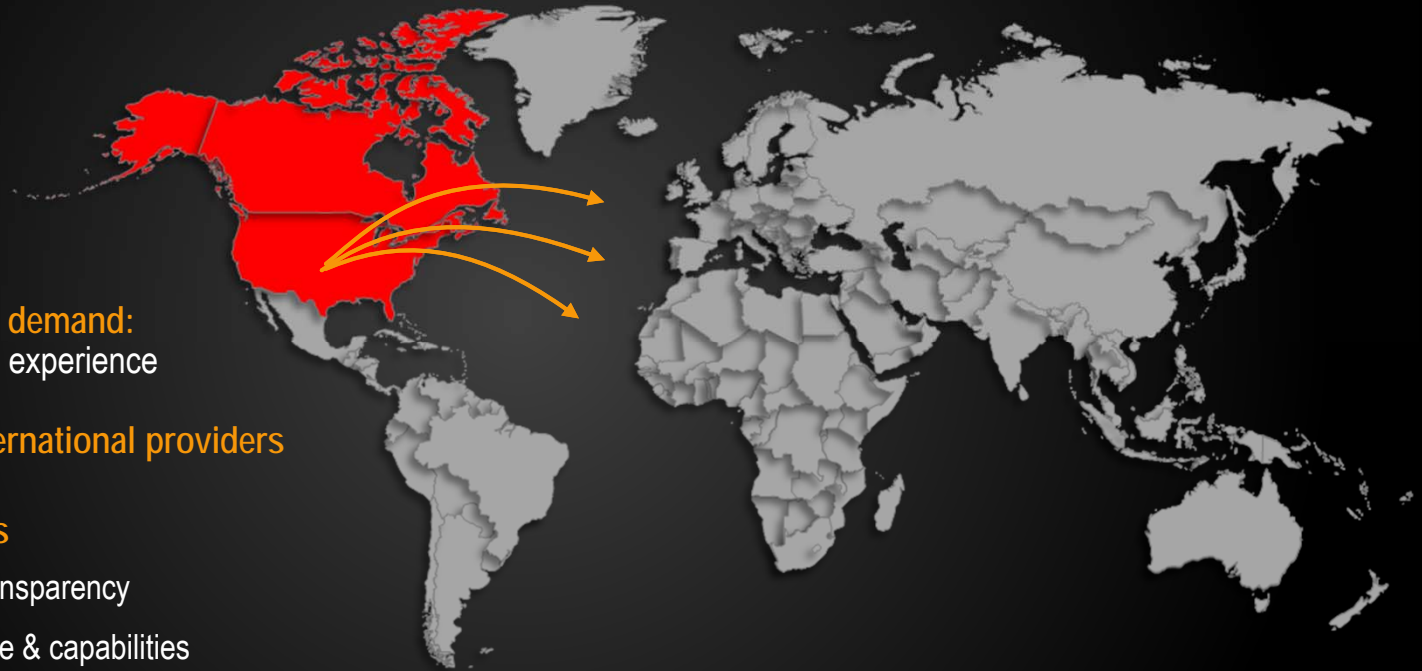 demand:
experience
ernational providers
s
nsparency
e & capabilities